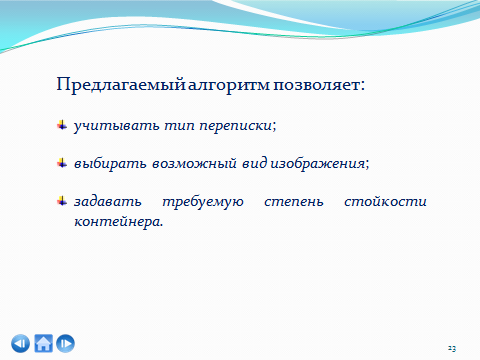 Предлагаемый алгоритм позволяет:
учитывать тип переписки;
выбирать возможный вид изображения;
задавать требуемую степень стойкости
контейнера.
23